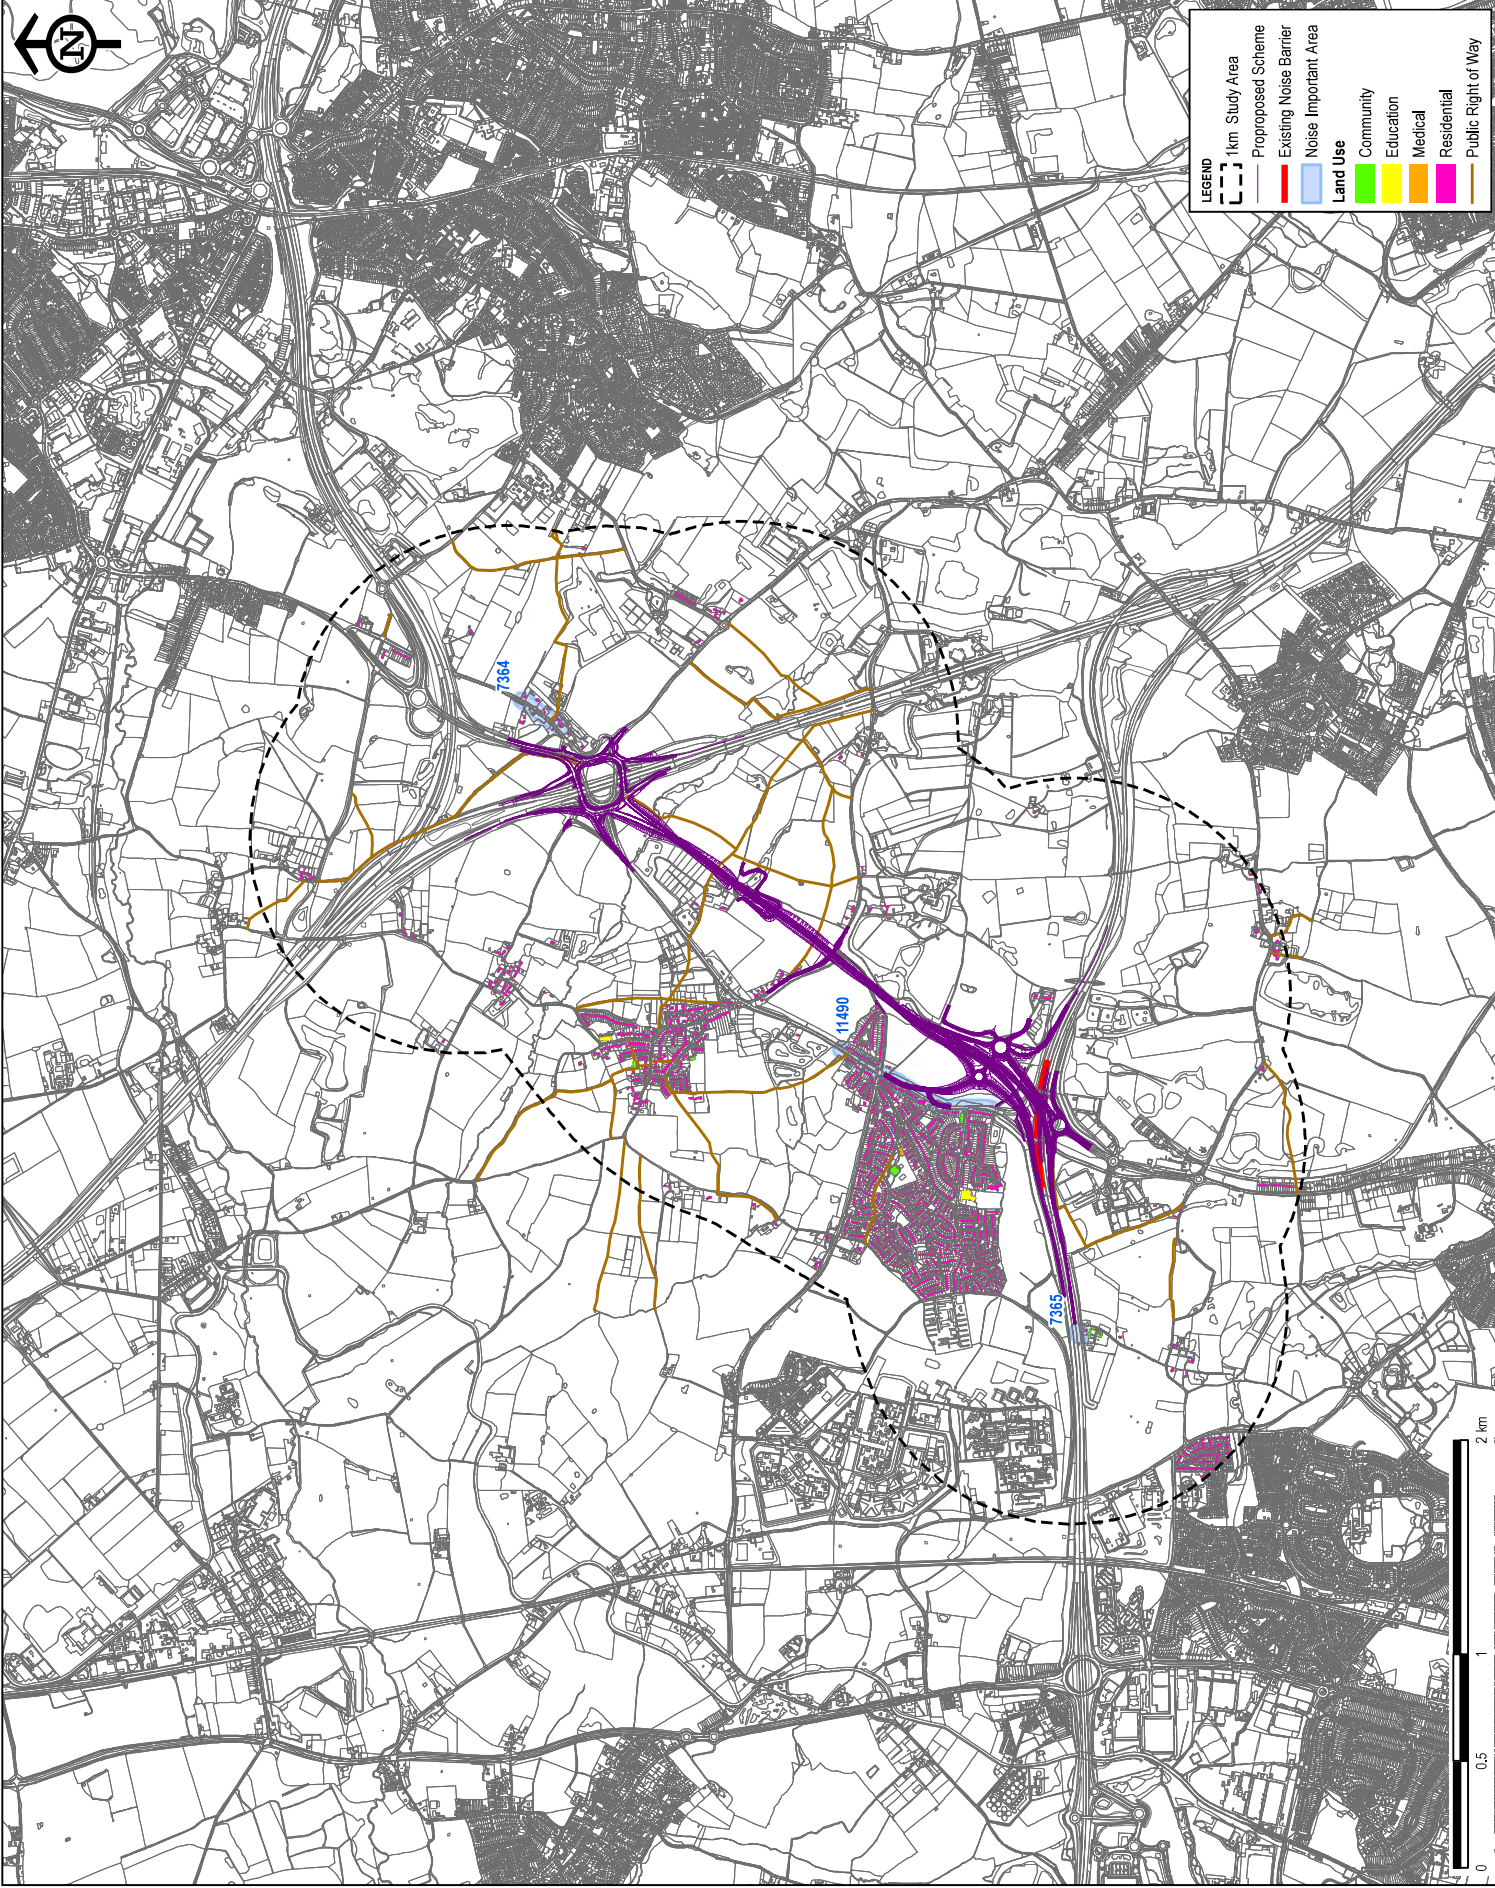 N
7364
11490
7365
LEGEND
1km Study Area
Proproposed Scheme
Existing Noise Barrier
Noise Important Area
Land Use
Community
Education
Medical
Residential
Public Right of Way
0 0.5 1 2 km